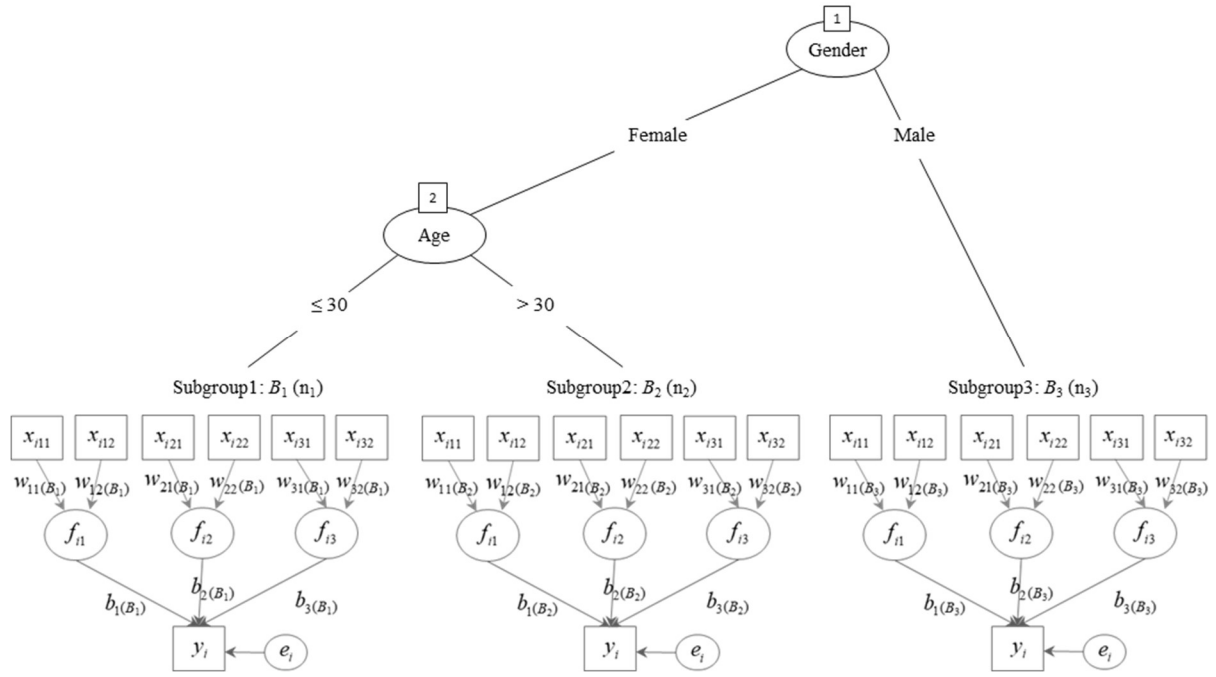 1
Gender
Female Male
2
Age
≤ 30 > 30
Subgroup1: B₁ (n₁) Subgroup2: B₂ (n₂) Subgroup3: B₃ (n₃)
xᵢ₁₁ xᵢ₁₂ xᵢ₂₁ xᵢ₂₂ xᵢ₃₁ xᵢ₃₂ xᵢ₁₁ xᵢ₁₂ xᵢ₂₁ xᵢ₂₂ xᵢ₃₁ xᵢ₃₂ xᵢ₁₁ xᵢ₁₂ xᵢ₂₁ xᵢ₂₂ xᵢ₃₁ xᵢ₃₂
w₁₁(B₁) w₁₂(B₁) w₂₁(B₁) w₂₂(B₁) w₃₁(B₁) w₃₂(B₁) w₁₁(B₂) w₁₂(B₂) w₂₁(B₂) w₂₂(B₂) w₃₁(B₂) w₃₂(B₂) w₁₁(B₃) w₁₂(B₃) w₂₁(B₃) w₂₂(B₃) w₃₁(B₃) w₃₂(B₃)
fᵢ₁ fᵢ₂ fᵢ₃ fᵢ₁ fᵢ₂ fᵢ₃ fᵢ₁ fᵢ₂ fᵢ₃
b₁(B₁) b₂(B₁) b₃(B₁) b₁(B₂) b₂(B₂) b₃(B₂) b₁(B₃) b₂(B₃) b₃(B₃)
yᵢ eᵢ yᵢ eᵢ yᵢ eᵢ